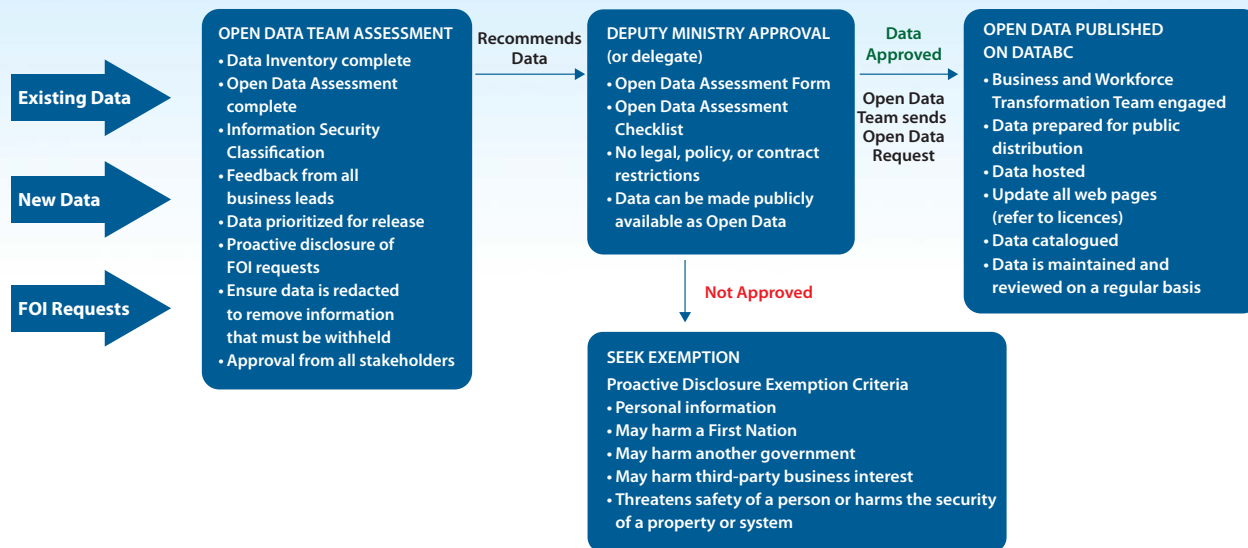 Existing Data
New Data
FOI Requests
OPEN DATA TEAM ASSESSMENT
• Data Inventory complete
• Open Data Assessment
complete
• Information Security
Classification
• Feedback from all
business leads
• Data prioritized for release
• Proactive disclosure of
FOI requests
• Ensure data is redacted
to remove information
that must be withheld
• Approval from all stakeholders
Recommends
Data
DEPUTY MINISTRY APPROVAL
(or delegate)
• Open Data Assessment Form
• Open Data Assessment
Checklist
• No legal, policy, or contract
restrictions
• Data can be made publicly
available as Open Data
Data
Approved
Open Data
Team sends
Open Data
Request
OPEN DATA PUBLISHED
ON DATABC
• Business and Workforce
Transformation Team engaged
• Data prepared for public
distribution
• Data hosted
• Update all web pages
(refer to licences)
• Data catalogued
• Data is maintained and
reviewed on a regular basis
Not Approved
SEEK EXEMPTION
Proactive Disclosure Exemption Criteria
• Personal information
• May harm a First Nation
• May harm another government
• May harm third-party business interest
• Threatens safety of a person or harms the security
of a property or system